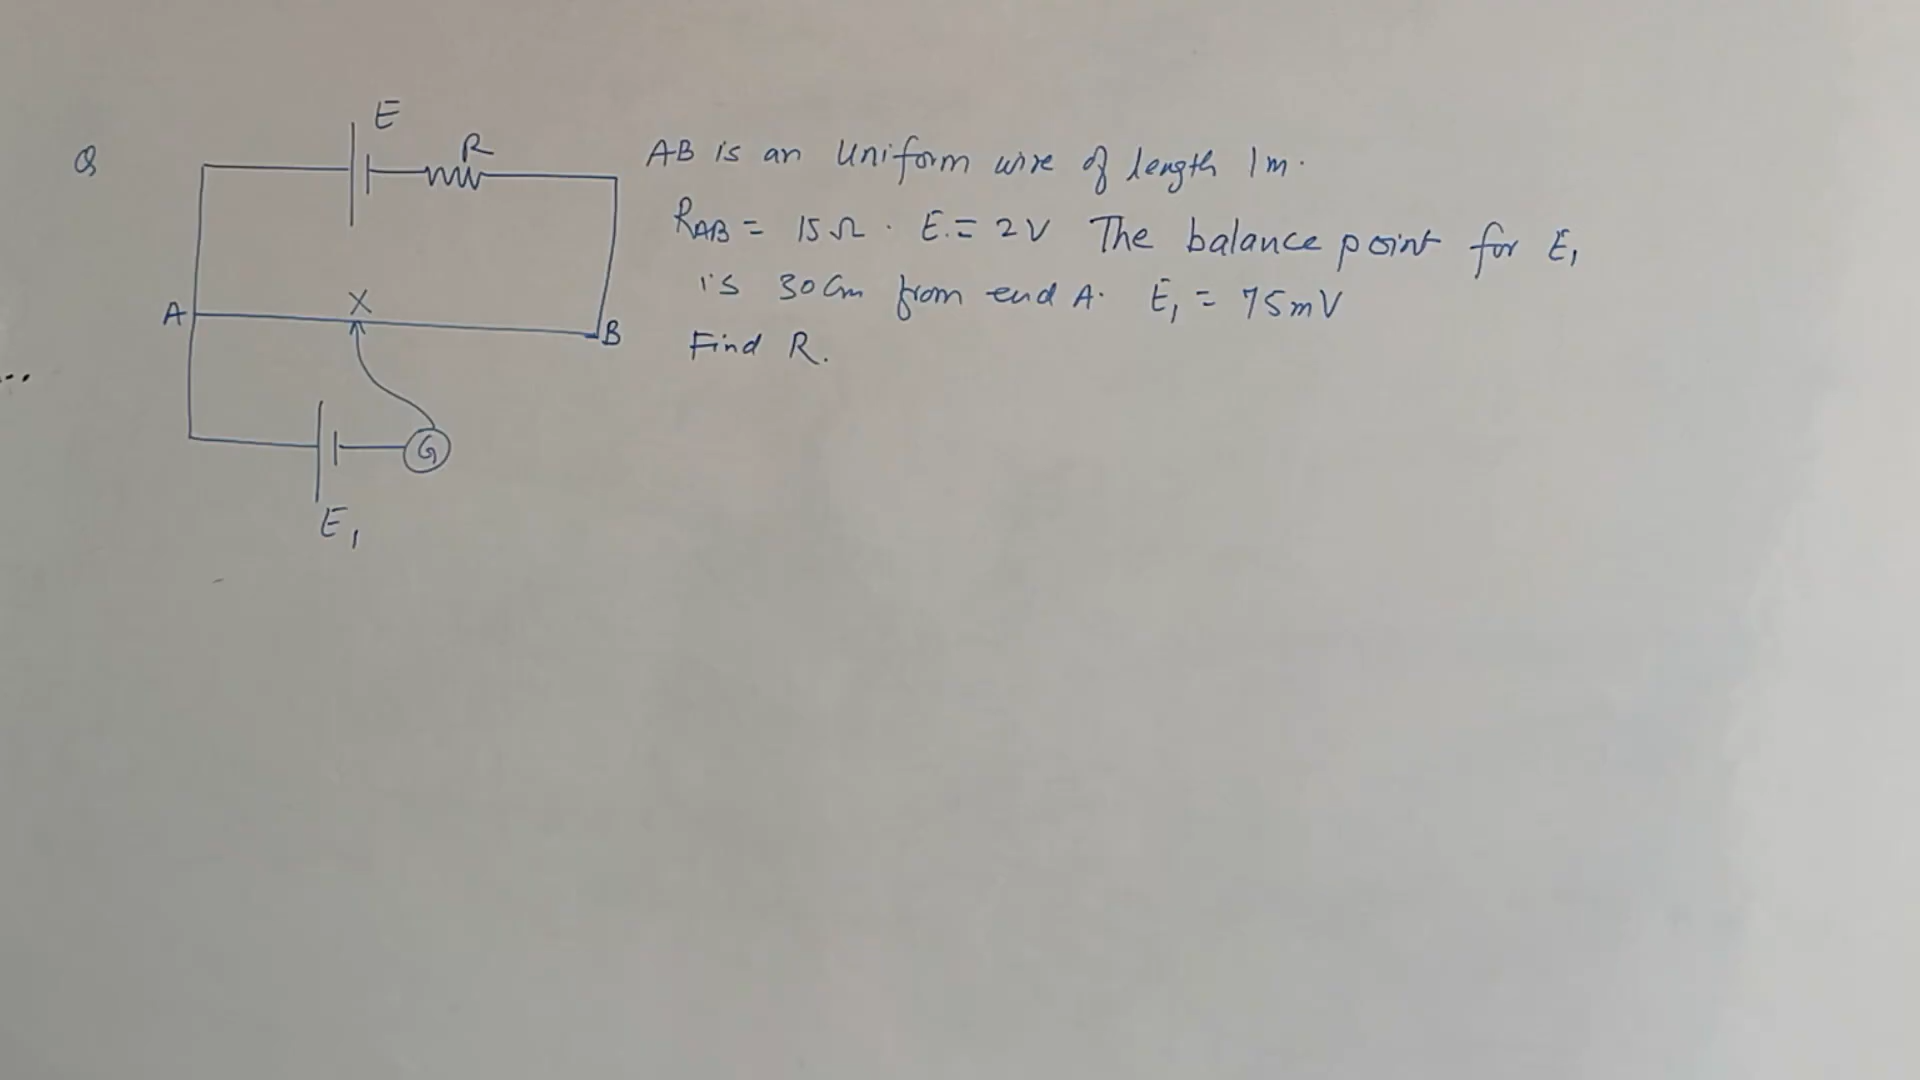 Q
E
R
A
X
B
G
E₁
AB is an Uniform wire of length 1m.
R_AB = 15Ω. E = 2V The balance point for E₁
is 30cm from end A. E₁ = 75mV
Find R.